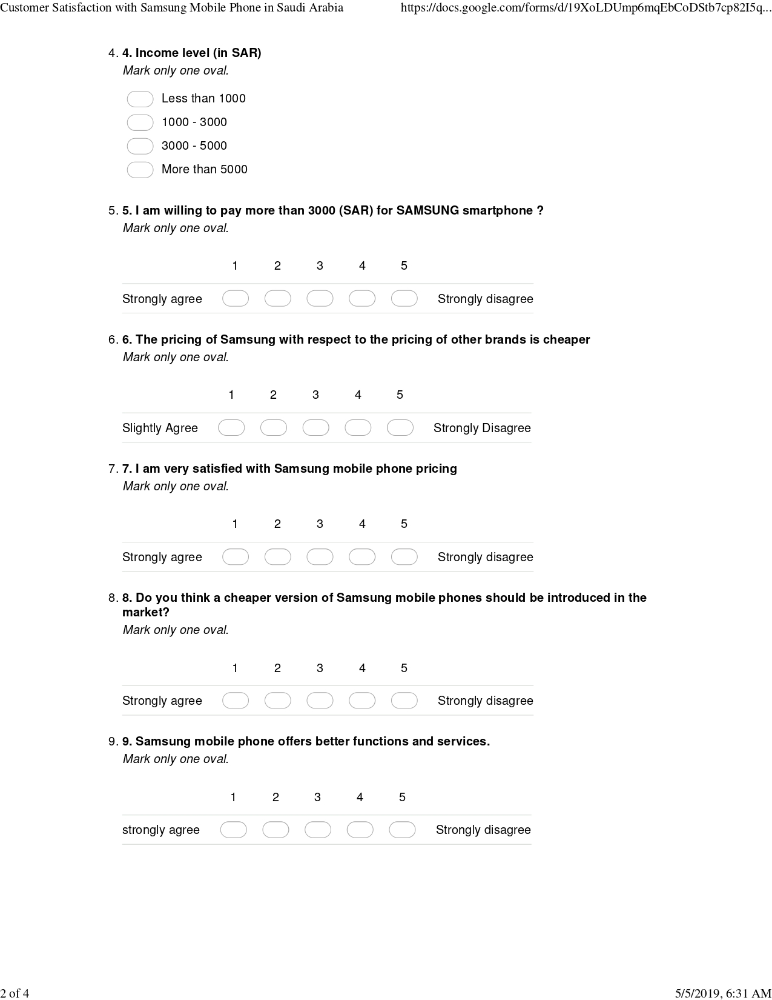 Customer Satisfaction with Samsung Mobile Phone in Saudi Arabia https://docs.google.com/forms/d/19XoLDUmp6mqEbCoDStb7cp82I5q...
4. 4. Income level (in SAR)
Mark only one oval.
Less than 1000
1000 - 3000
3000 - 5000
More than 5000
5. 5. I am willing to pay more than 3000 (SAR) for SAMSUNG smartphone ?
Mark only one oval.
1 2 3 4 5
Strongly agree Strongly disagree
6. 6. The pricing of Samsung with respect to the pricing of other brands is cheaper
Mark only one oval.
1 2 3 4 5
Slightly Agree Strongly Disagree
7. 7. I am very satisfied with Samsung mobile phone pricing
Mark only one oval.
1 2 3 4 5
Strongly agree Strongly disagree
8. 8. Do you think a cheaper version of Samsung mobile phones should be introduced in the
market?
Mark only one oval.
1 2 3 4 5
Strongly agree Strongly disagree
9. 9. Samsung mobile phone offers better functions and services.
Mark only one oval.
1 2 3 4 5
strongly agree Strongly disagree
2 of 4 5/5/2019, 6:31 AM